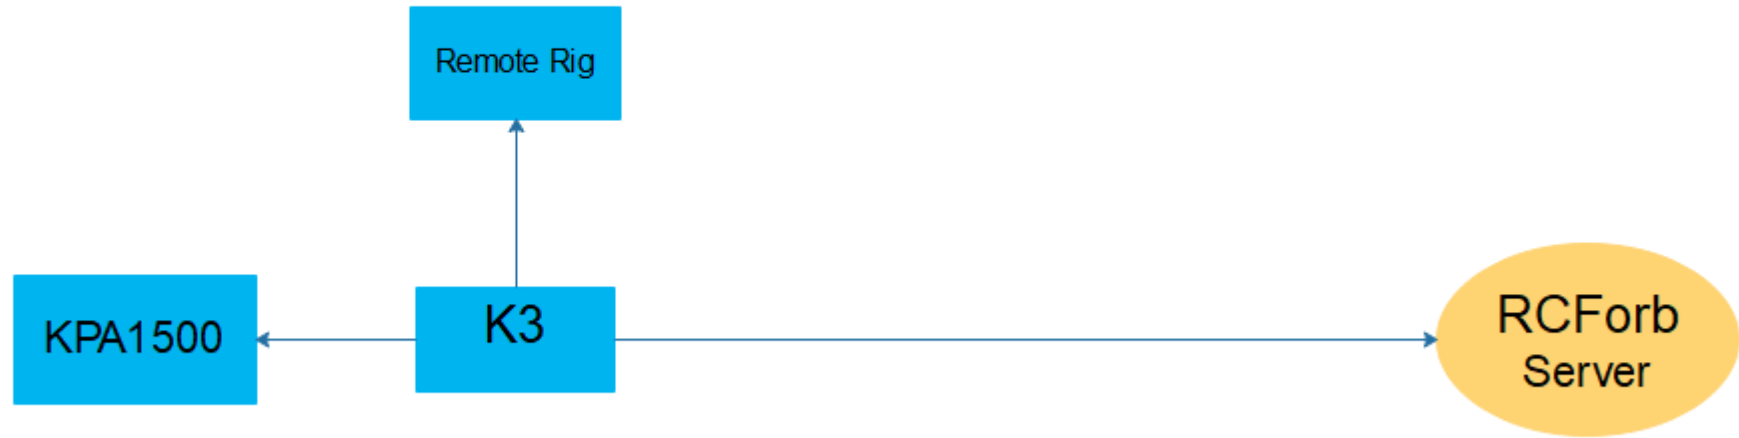 Remote Rig
KPA1500
K3
RCForb
Server